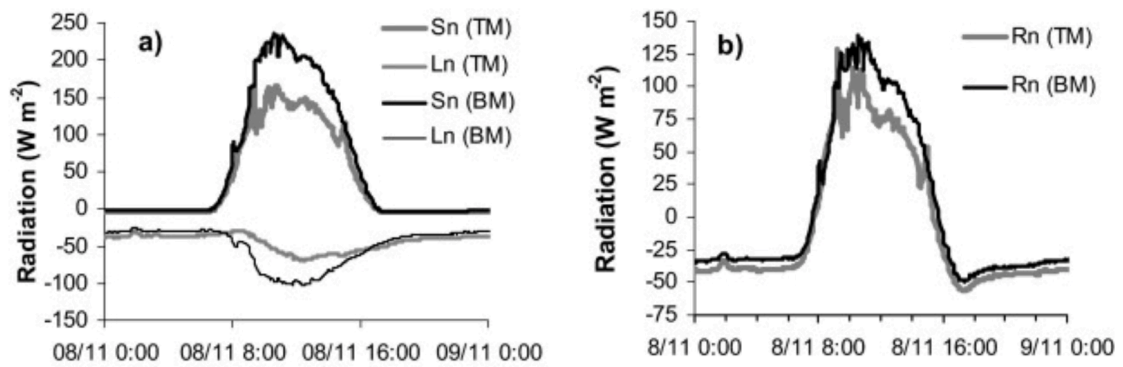 a)
Sn (TM)
Ln (TM)
Sn (BM)
Ln (BM)
Radiation (W m-2)
250
200
150
100
50
0
-50
-100
-150
08/11 0:00
08/11 8:00
08/11 16:00
09/11 0:00
b)
Rn (TM)
Rn (BM)
Radiation (W m-2)
150
125
100
75
50
25
0
-25
-50
-75
8/11 0:00
8/11 8:00
8/11 16:00
9/11 0:00